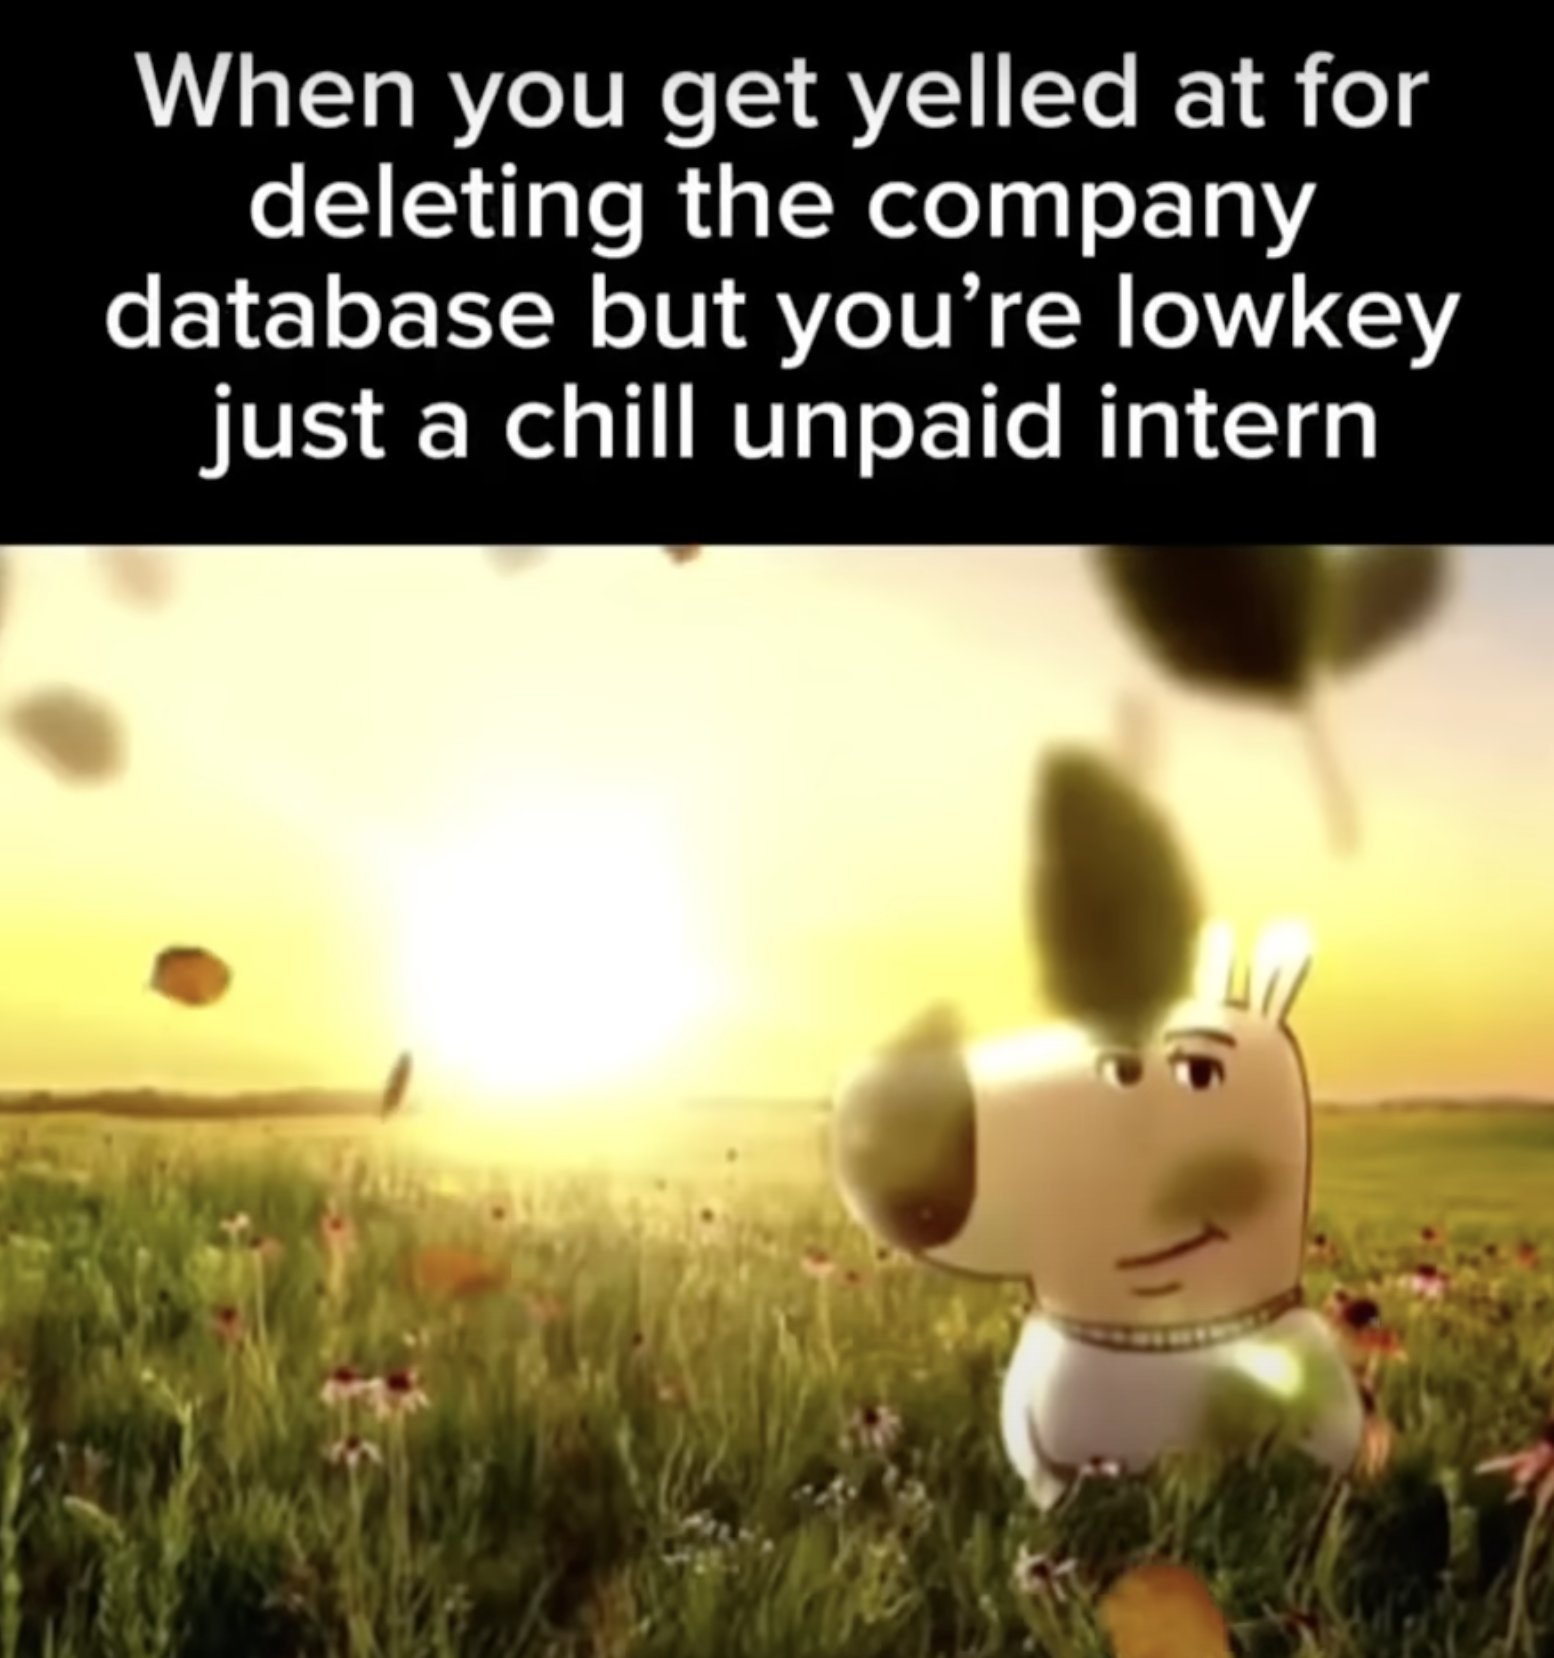 When you get yelled at for
deleting the company
database but you’re lowkey
just a chill unpaid intern